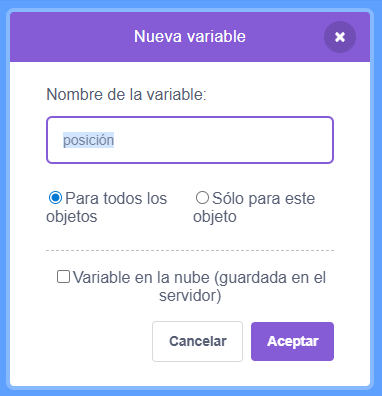 Nueva variable
Nombre de la variable:
posición
Para todos los Sólo para este
objetos objeto
Variable en la nube (guardada en el
servidor)
Cancelar Aceptar